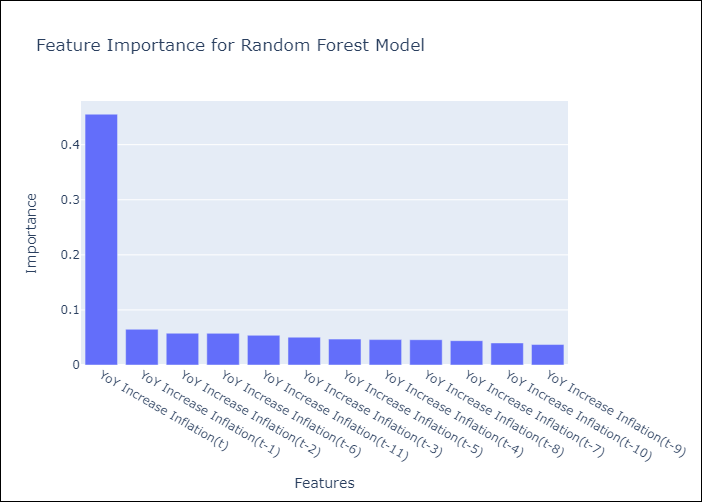 Feature Importance for Random Forest Model
Importance
0.4
0.3
0.2
0.1
0
YoY Increase Inflation(t)
YoY Increase Inflation(t-1)
YoY Increase Inflation(t-2)
YoY Increase Inflation(t-6)
YoY Increase Inflation(t-11)
YoY Increase Inflation(t-3)
YoY Increase Inflation(t-5)
YoY Increase Inflation(t-4)
YoY Increase Inflation(t-8)
YoY Increase Inflation(t-7)
YoY Increase Inflation(t-10)
YoY Increase Inflation(t-9)
Features